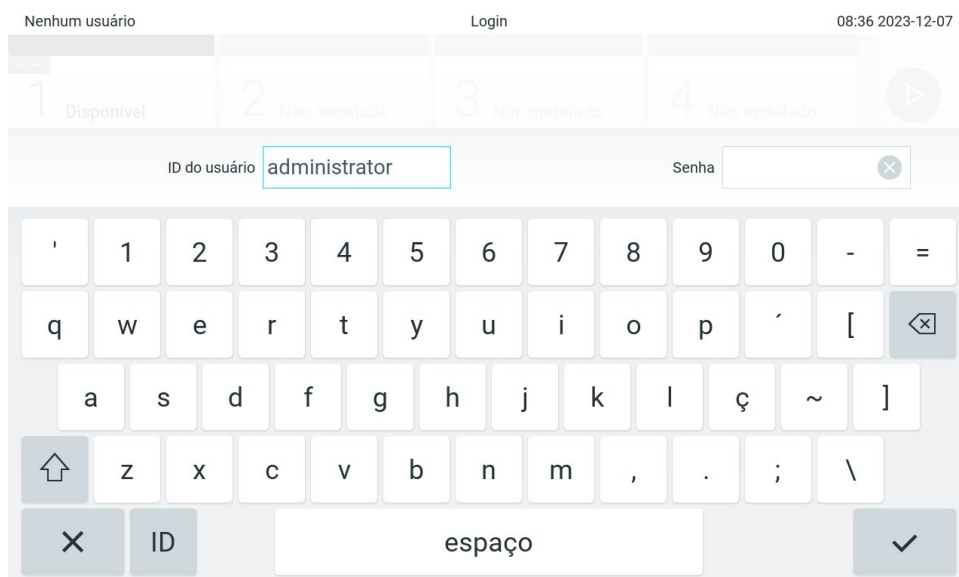 Nenhum usuário Login 08:36 2023-12-07
1 Disponível 2 Não instalado 3 Não instalado 4 Não instalado
ID do usuário administrator Senha
' 1 2 3 4 5 6 7 8 9 0 - =
q w e r t y u i o p ´ [
a s d f g h j k l ç ~ ]
z x c v b n m , . ; \
ID espaço